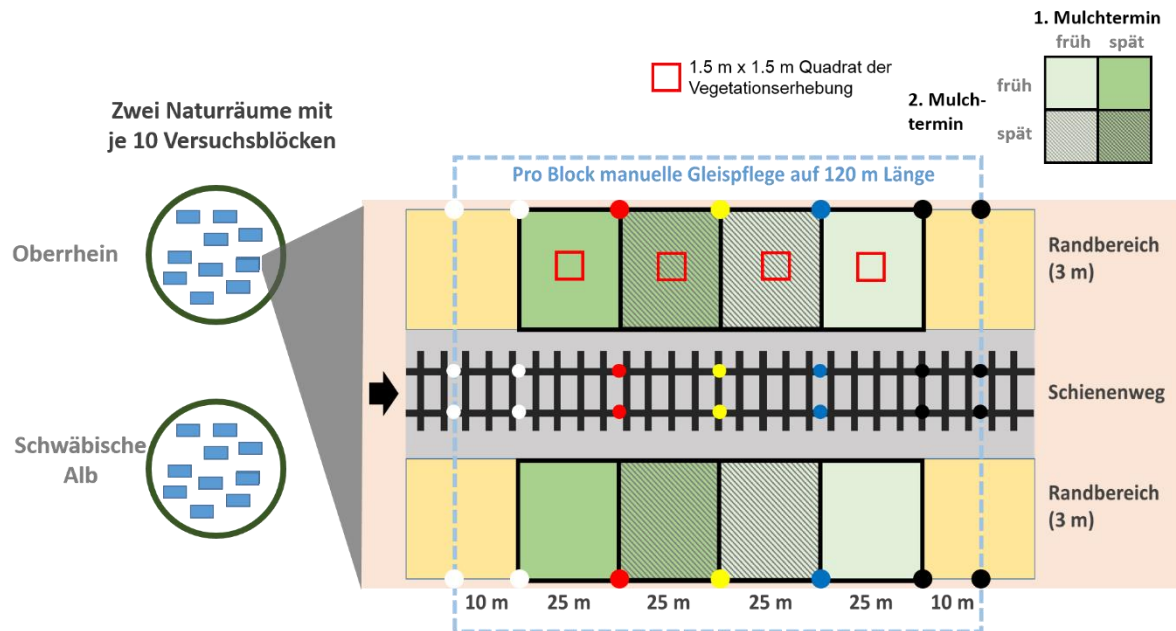 1. Mulchtermin
früh spät
1.5 m x 1.5 m Quadrat der
Vegetationserhebung
früh
2. Mulch-
termin
spät
Zwei Naturräume mit
je 10 Versuchsblöcken
Pro Block manuelle Gleispflege auf 120 m Länge
Oberrhein
Randbereich
(3 m)
Schienenweg
Schwäbische
Alb
Randbereich
(3 m)
10 m 25 m 25 m 25 m 25 m 10 m